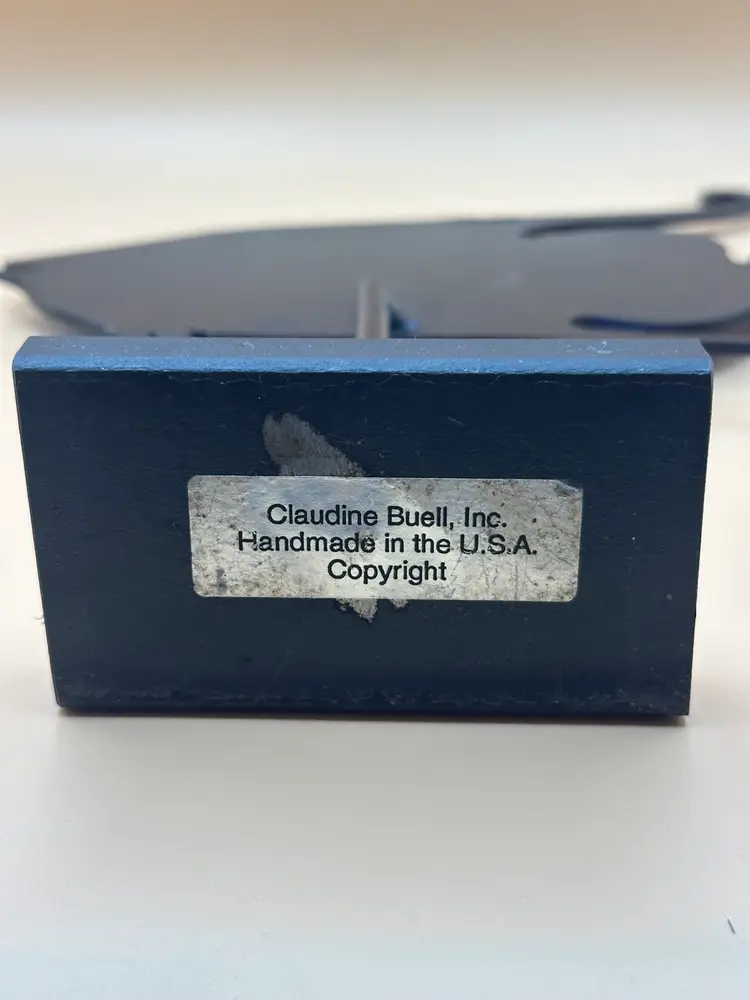 Claudine Buell, Inc.
Handmade in the U.S.A.
Copyright